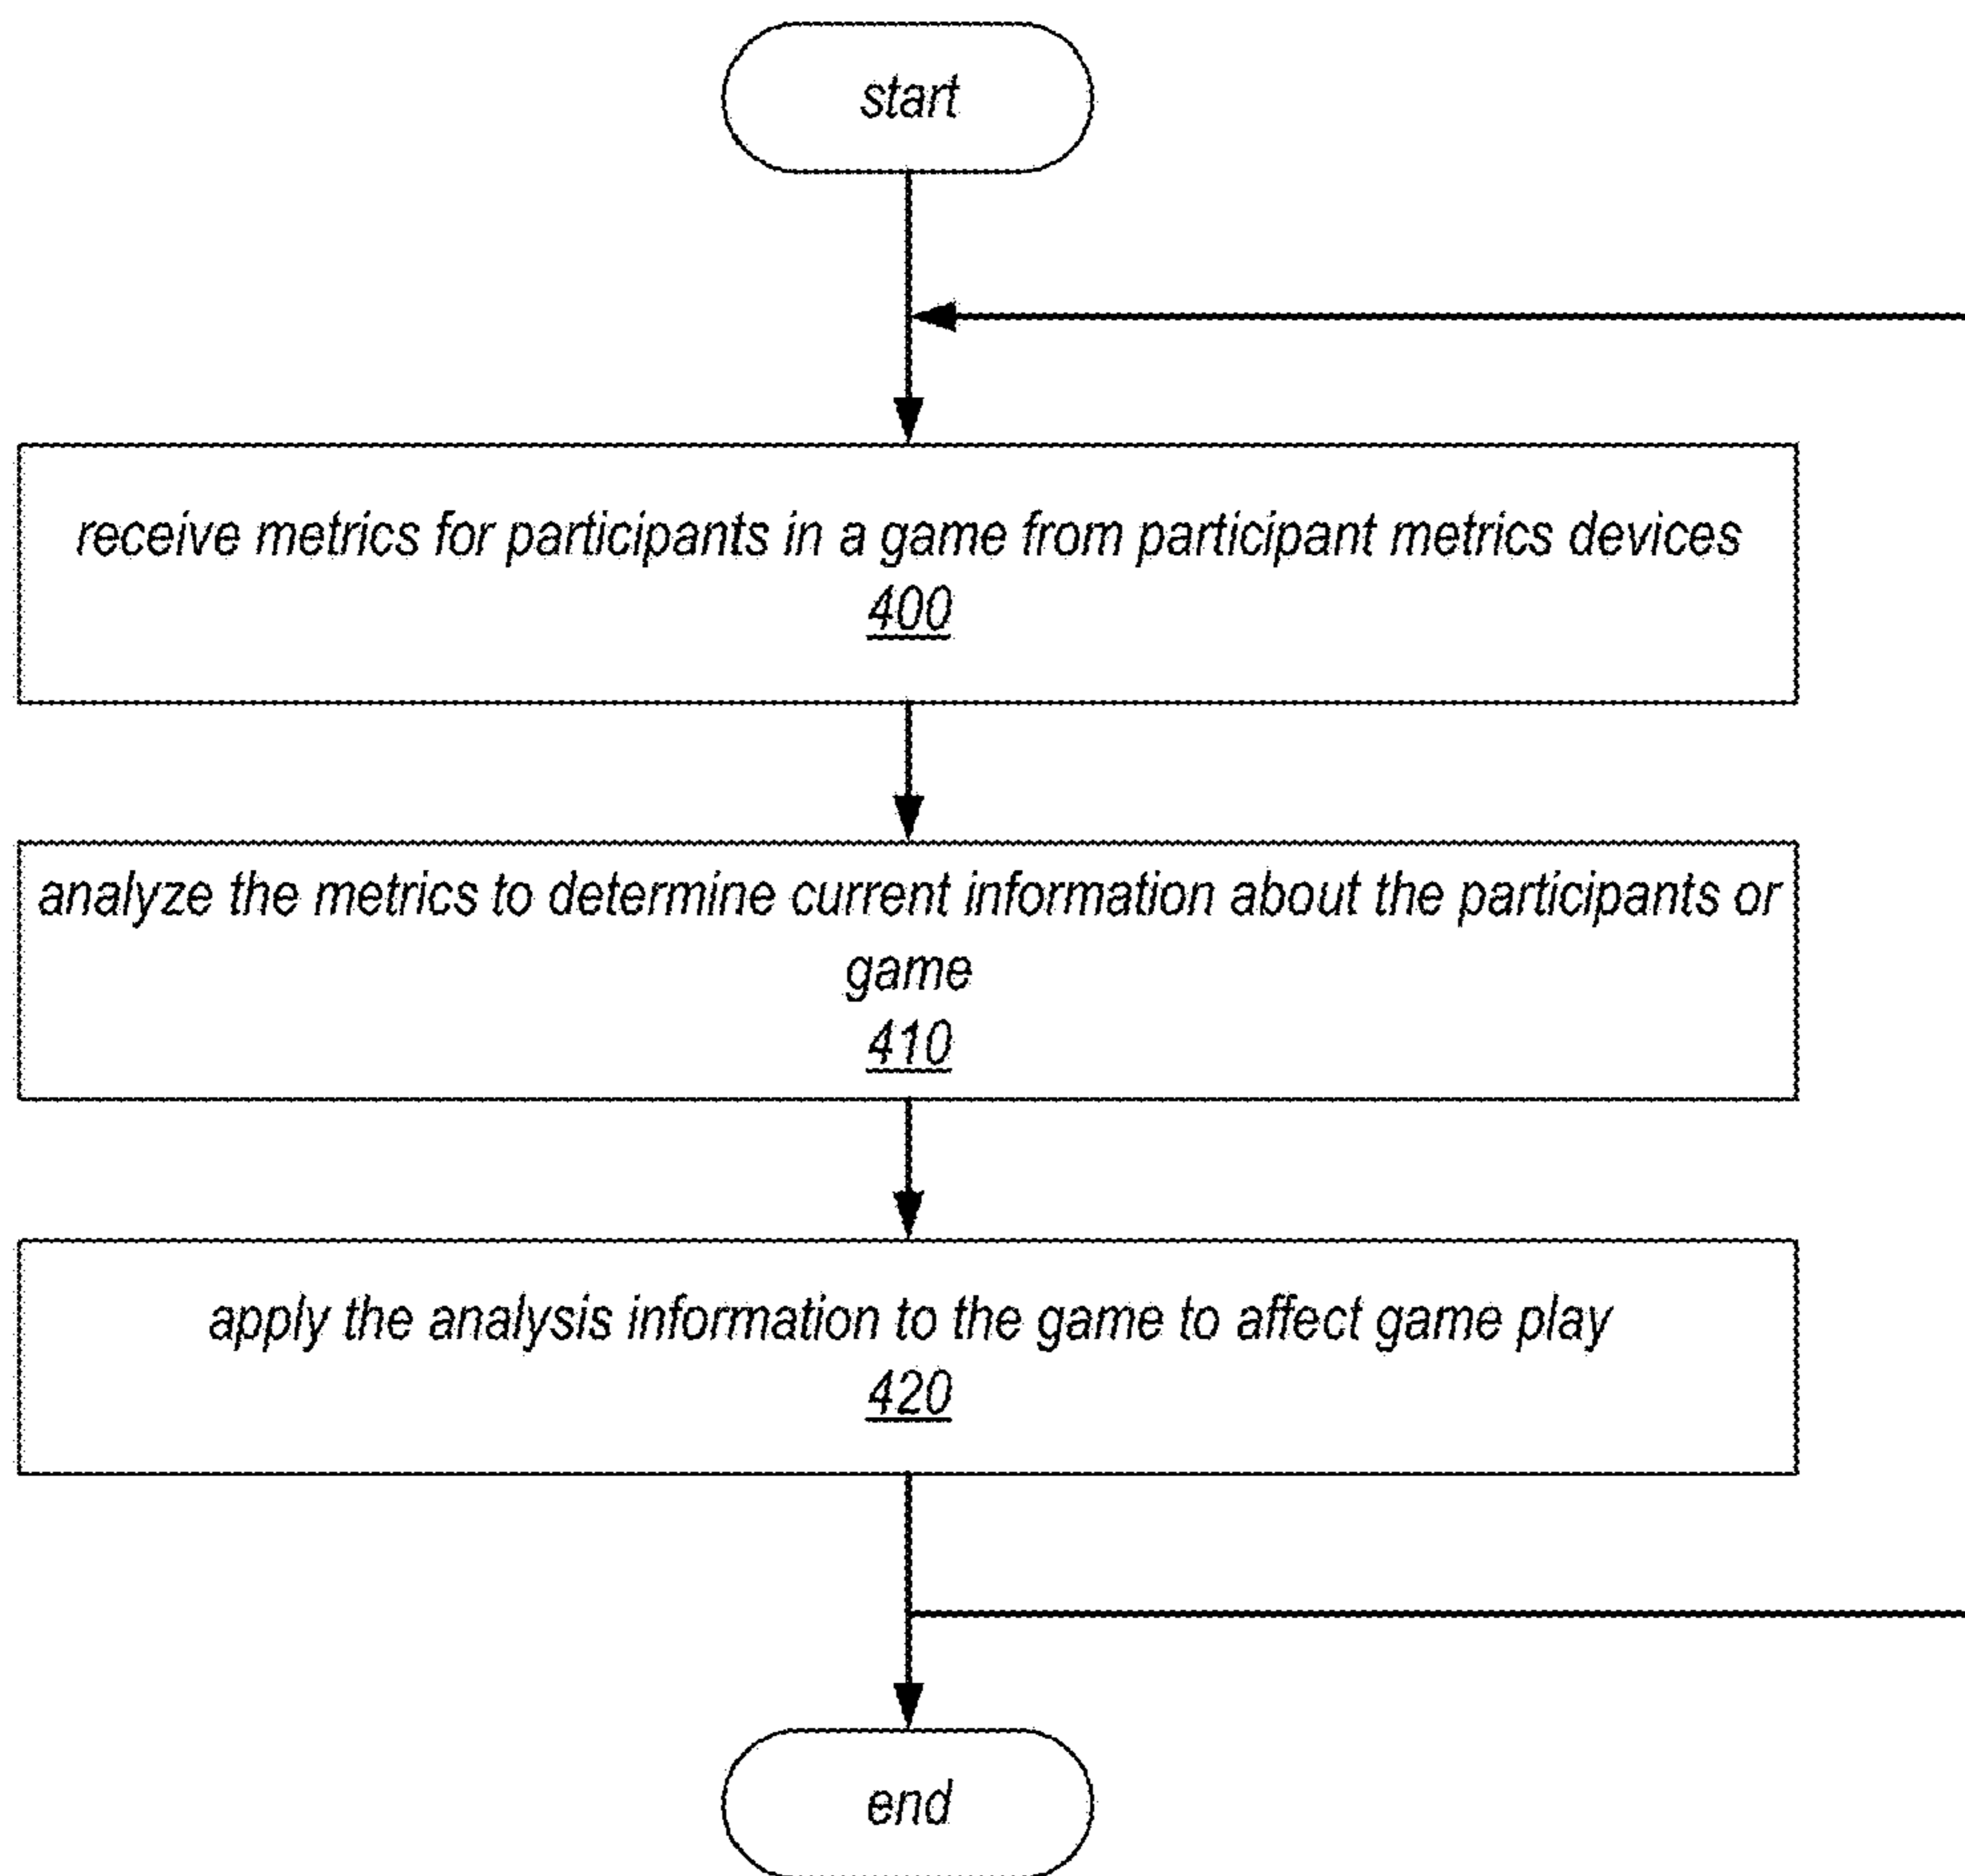 start
receive metrics for participants in a game from participant metrics devices
400
analyze the metrics to determine current information about the participants or
game
410
apply the analysis information to the game to affect game play
420
end